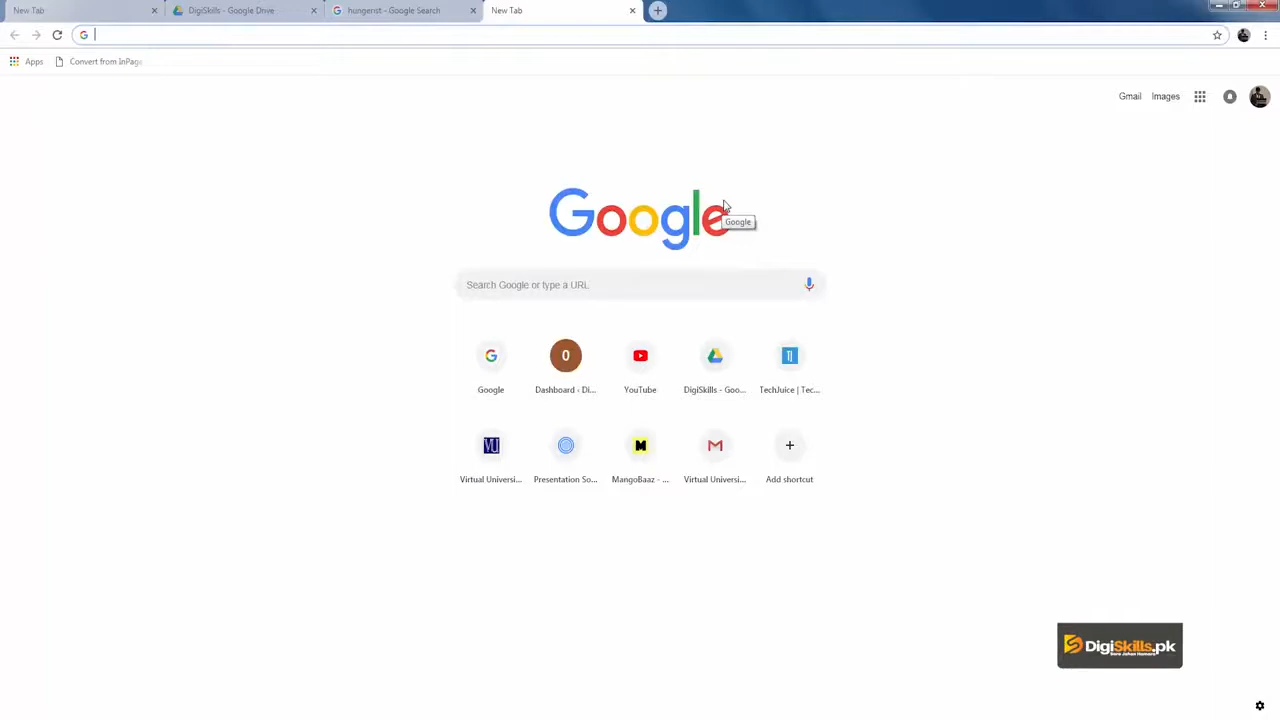 New Tab
DigiSkills - Google Drive
hungerist - Google Search
New Tab
Apps
Convert from InPage
Gmail
Images
Google
Google
Search Google or type a URL
Google
Dashboard ‹ Di...
YouTube
DigiSkills - Goo...
TechJuice | Tec...
Virtual Universi...
Presentation So...
MangoBaaz - ...
Virtual Universi...
Add shortcut
DigiSkills.pk